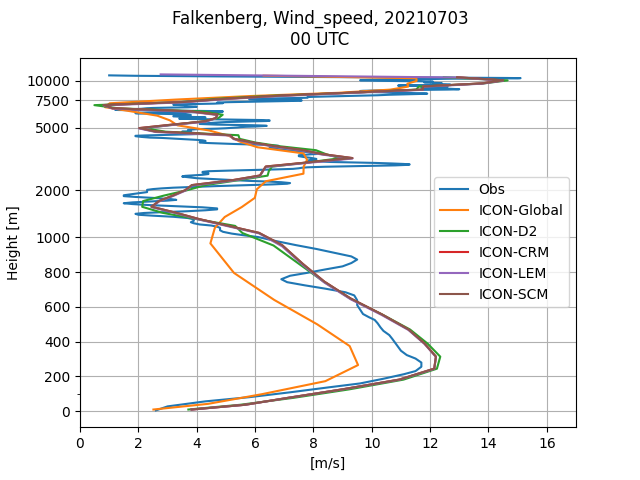 Falkenberg, Wind_speed, 20210703
00 UTC
Height [m]
10000
7500
5000
2000
1000
800
600
400
200
0
Obs
ICON-Global
ICON-D2
ICON-CRM
ICON-LEM
ICON-SCM
0 2 4 6 8 10 12 14 16
[m/s]